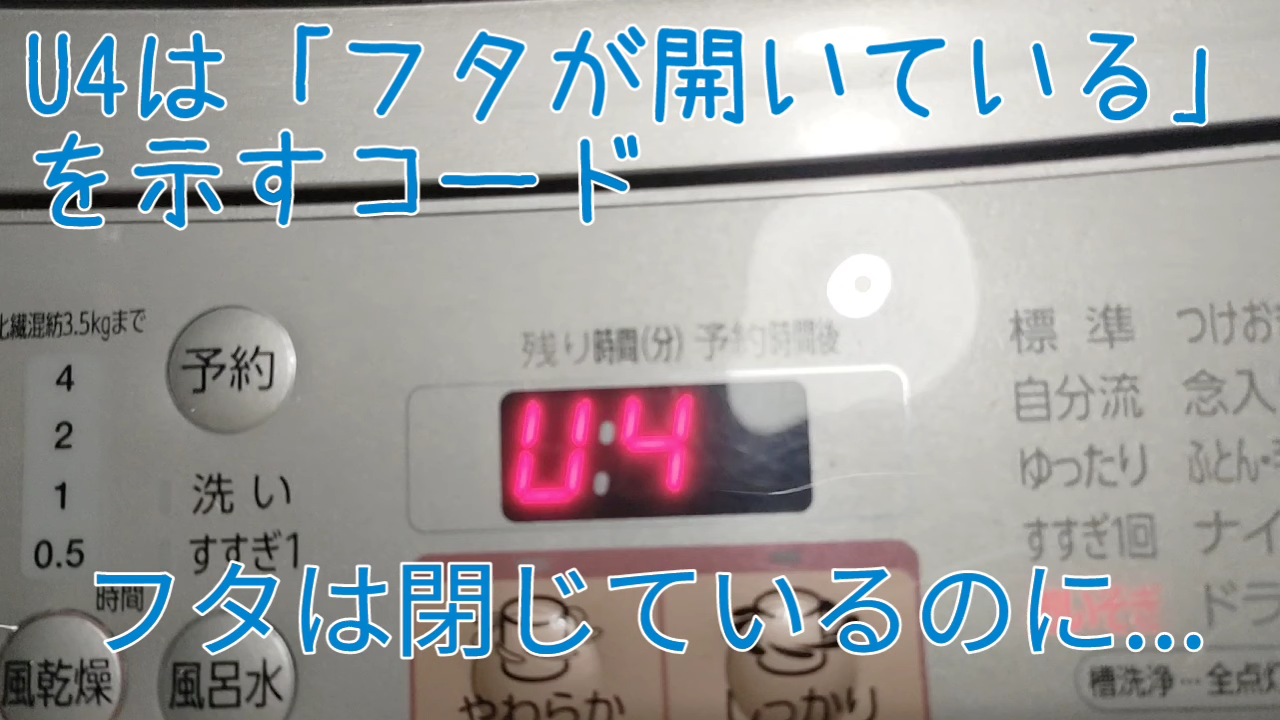 U4は「フタが開いている」
を示すコード
化繊混紡3.5kgまで
4
2
1
0.5
時間
予約
洗い
すすぎ1
残り時間(分) 予約時間後
U:4
標準 つけお
自分流 念入
ゆったり ふとん・
すすぎ1回 ナイ
ドラ
フタは閉じているのに...
風乾燥
風呂水
やわらか
しっかり
槽洗浄…全点灯